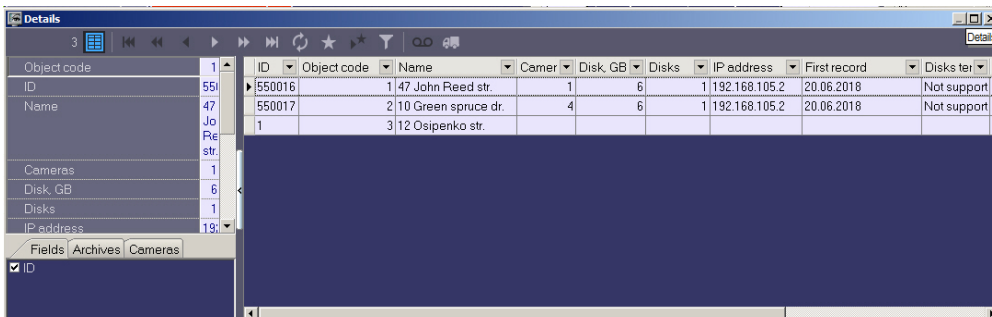 Details
3
Details
Object code 1
ID 550
Name 47
Jo
Re
str.
Cameras 1
Disk, GB 6
Disks 1
IP address 19
Fields Archives Cameras
ID
ID Object code Name Camer Disk, GB Disks IP address First record Disks ter
550016 1 47 John Reed str. 1 6 1 192.168.105.2 20.06.2018 Not support
550017 2 10 Green spruce dr. 4 6 1 192.168.105.2 20.06.2018 Not support
1 3 12 Osipenko str.